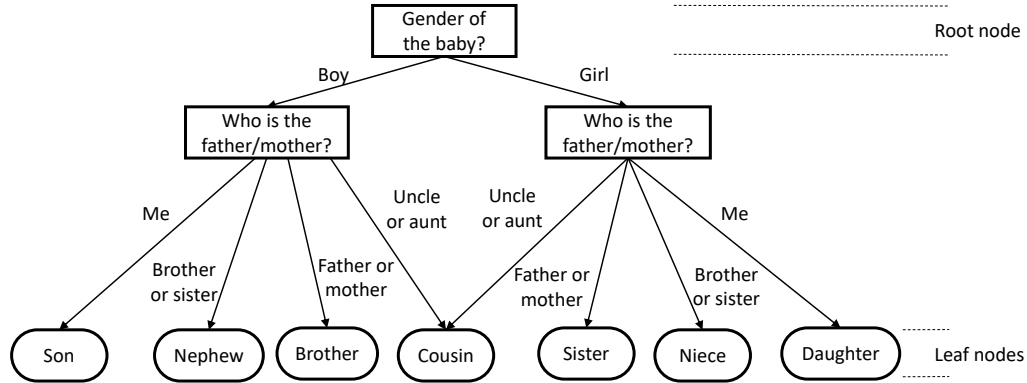 Gender of
the baby?
Root node
Boy
Girl
Who is the
father/mother?
Who is the
father/mother?
Me
Brother
or sister
Father or
mother
Uncle
or aunt
Uncle
or aunt
Father or
mother
Brother
or sister
Me
Son
Nephew
Brother
Cousin
Sister
Niece
Daughter
Leaf nodes